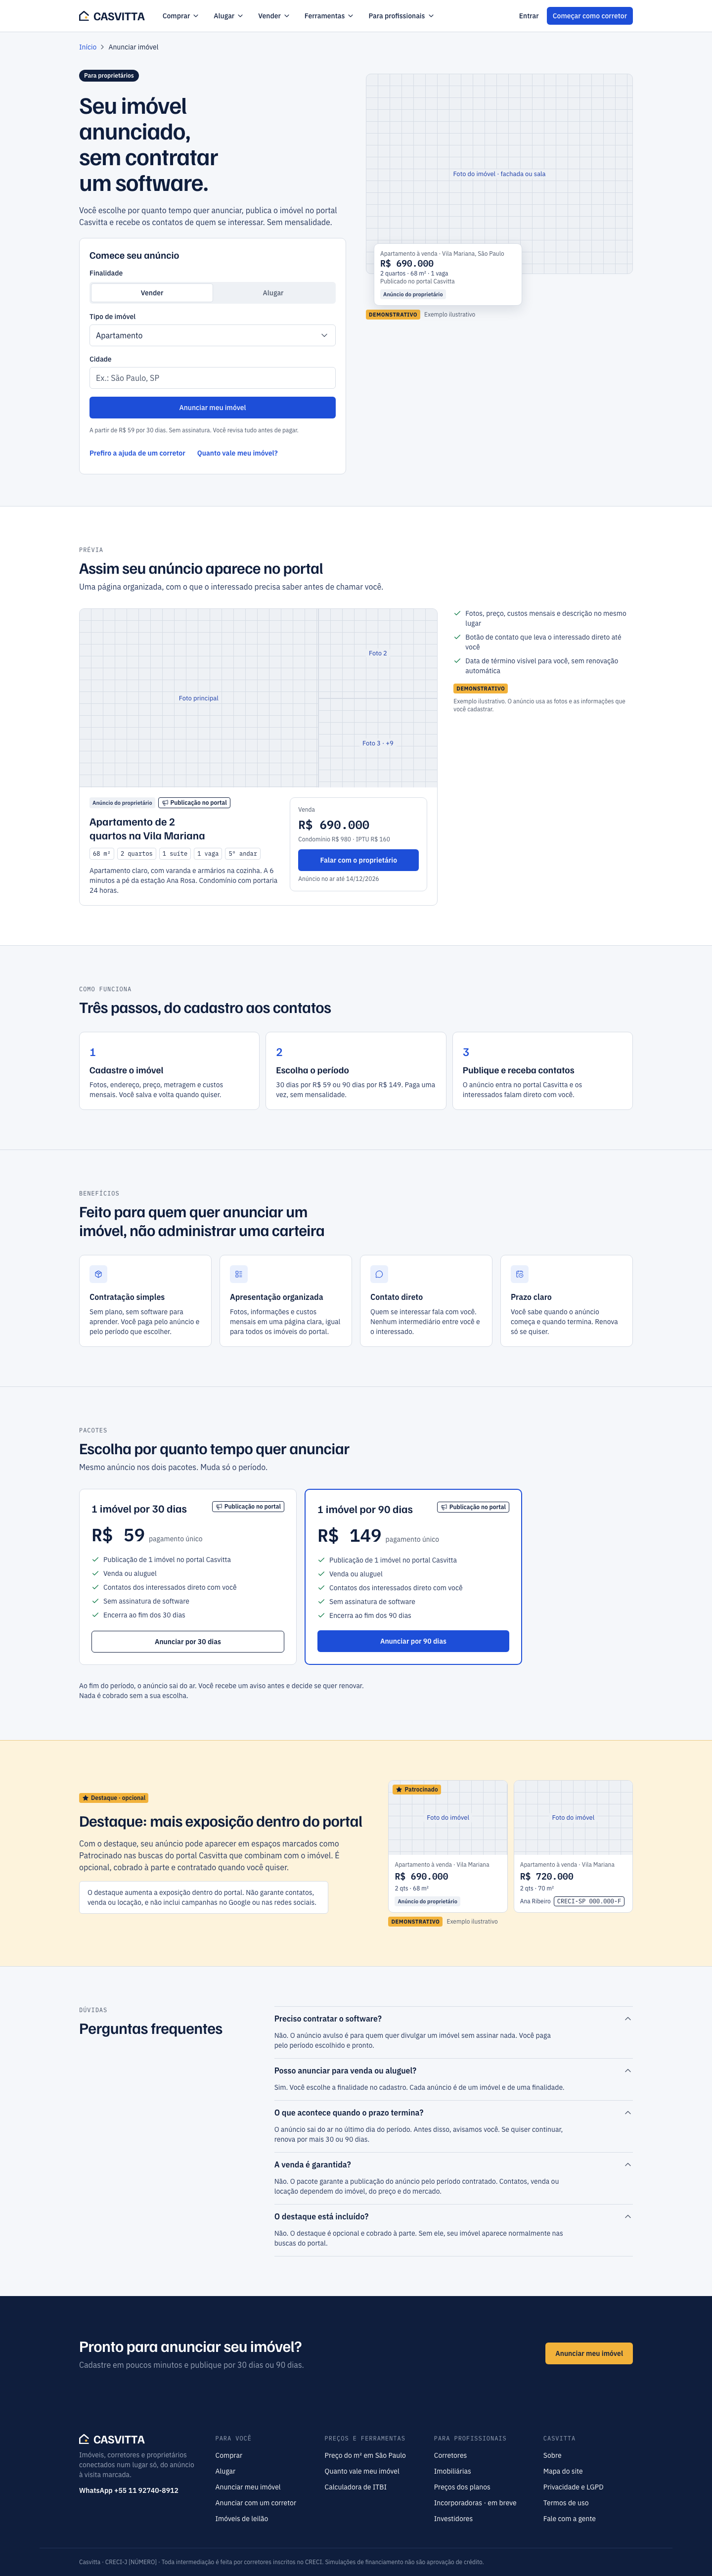 CASVITTA
Comprar
Alugar
Vender
Ferramentas
Para profissionais
Entrar
Começar como corretor
Início > Anunciar imóvel
Para proprietários
Seu imóvel
anunciado,
sem contratar
um software.
Você escolhe por quanto tempo quer anunciar, publica o imóvel no portal
Casvitta e recebe os contatos de quem se interessar. Sem mensalidade.
Comece seu anúncio
Finalidade
Vender
Alugar
Tipo de imóvel
Apartamento
Cidade
Ex.: São Paulo, SP
Anunciar meu imóvel
A partir de R$ 59 por 30 dias. Sem assinatura. Você revisa tudo antes de pagar.
Prefiro a ajuda de um corretor
Quanto vale meu imóvel?
Foto do imóvel · fachada ou sala
Apartamento à venda · Vila Mariana, São Paulo
R$ 690.000
2 quartos · 68 m² · 1 vaga
Publicado no portal Casvitta
Anúncio do proprietário
DEMONSTRATIVO
Exemplo ilustrativo
PRÉVIA
Assim seu anúncio aparece no portal
Uma página organizada, com o que o interessado precisa saber antes de chamar você.
Foto principal
Foto 2
Foto 3 · +9
Anúncio do proprietário
Publicação no portal
Apartamento de 2
quartos na Vila Mariana
68 m²
2 quartos
1 suíte
1 vaga
5º andar
Apartamento claro, com varanda e armários na cozinha. A 6
minutos a pé da estação Ana Rosa. Condomínio com portaria
24 horas.
Venda
R$ 690.000
Condomínio R$ 980 · IPTU R$ 160
Falar com o proprietário
Anúncio no ar até 14/12/2026
Fotos, preço, custos mensais e descrição no mesmo
lugar
Botão de contato que leva o interessado direto até
você
Data de término visível para você, sem renovação
automática
DEMONSTRATIVO
Exemplo ilustrativo. O anúncio usa as fotos e as informações que
você cadastrar.
COMO FUNCIONA
Três passos, do cadastro aos contatos
1
Cadastre o imóvel
Fotos, endereço, preço, metragem e custos
mensais. Você salva e volta quando quiser.
2
Escolha o período
30 dias por R$ 59 ou 90 dias por R$ 149. Paga uma
vez, sem mensalidade.
3
Publique e receba contatos
O anúncio entra no portal Casvitta e os
interessados falam direto com você.
BENEFÍCIOS
Feito para quem quer anunciar um
imóvel, não administrar uma carteira
Contratação simples
Sem plano, sem software para
aprender. Você paga pelo anúncio e
pelo período que escolher.
Apresentação organizada
Fotos, informações e custos
mensais em uma página clara, igual
para todos os imóveis do portal.
Contato direto
Quem se interessar fala com você.
Nenhum intermediário entre você e
o interessado.
Prazo claro
Você sabe quando o anúncio
começa e quando termina. Renova
só se quiser.
PACOTES
Escolha por quanto tempo quer anunciar
Mesmo anúncio nos dois pacotes. Muda só o período.
1 imóvel por 30 dias
Publicação no portal
R$ 59 pagamento único
Publicação de 1 imóvel no portal Casvitta
Venda ou aluguel
Contatos dos interessados direto com você
Sem assinatura de software
Encerra ao fim dos 30 dias
Anunciar por 30 dias
1 imóvel por 90 dias
Publicação no portal
R$ 149 pagamento único
Publicação de 1 imóvel no portal Casvitta
Venda ou aluguel
Contatos dos interessados direto com você
Sem assinatura de software
Encerra ao fim dos 90 dias
Anunciar por 90 dias
Ao fim do período, o anúncio sai do ar. Você recebe um aviso antes e decide se quer renovar.
Nada é cobrado sem a sua escolha.
Destaque · opcional
Destaque: mais exposição dentro do portal
Com o destaque, seu anúncio pode aparecer em espaços marcados como
Patrocinado nas buscas do portal Casvitta que combinam com o imóvel. É
opcional, cobrado à parte e contratado quando você quiser.
O destaque aumenta a exposição dentro do portal. Não garante contatos,
venda ou locação, e não inclui campanhas no Google ou nas redes sociais.
Patrocinado
Foto do imóvel
Apartamento à venda · Vila Mariana
R$ 690.000
2 qts · 68 m²
Anúncio do proprietário
Foto do imóvel
Apartamento à venda · Vila Mariana
R$ 720.000
2 qts · 70 m²
Ana Ribeiro
CRECI-SP 000.000-F
DEMONSTRATIVO
Exemplo ilustrativo
DÚVIDAS
Perguntas frequentes
Preciso contratar o software?
Não. O anúncio avulso é para quem quer divulgar um imóvel sem assinar nada. Você paga
pelo período escolhido e pronto.
Posso anunciar para venda ou aluguel?
Sim. Você escolhe a finalidade no cadastro. Cada anúncio é de um imóvel e de uma finalidade.
O que acontece quando o prazo termina?
O anúncio sai do ar no último dia do período. Antes disso, avisamos você. Se quiser continuar,
renova por mais 30 ou 90 dias.
A venda é garantida?
Não. O pacote garante a publicação do anúncio pelo período contratado. Contatos, venda ou
locação dependem do imóvel, do preço e do mercado.
O destaque está incluído?
Não. O destaque é opcional e cobrado à parte. Sem ele, seu imóvel aparece normalmente nas
buscas do portal.
Pronto para anunciar seu imóvel?
Cadastre em poucos minutos e publique por 30 dias ou 90 dias.
Anunciar meu imóvel
CASVITTA
Imóveis, corretores e proprietários
conectados num lugar só, do anúncio
à visita marcada.
WhatsApp +55 11 92740-8912
PARA VOCÊ
Comprar
Alugar
Anunciar meu imóvel
Anunciar com um corretor
Imóveis de leilão
PREÇOS E FERRAMENTAS
Preço do m² em São Paulo
Quanto vale meu imóvel
Calculadora de ITBI
PARA PROFISSIONAIS
Corretores
Imobiliárias
Preços dos planos
Incorporadoras · em breve
Investidores
CASVITTA
Sobre
Mapa do site
Privacidade e LGPD
Termos de uso
Fale com a gente
Casvitta · CRECI-J [NÚMERO] · Toda intermediação é feita por corretores inscritos no CRECI. Simulações de financiamento não são aprovação de crédito.